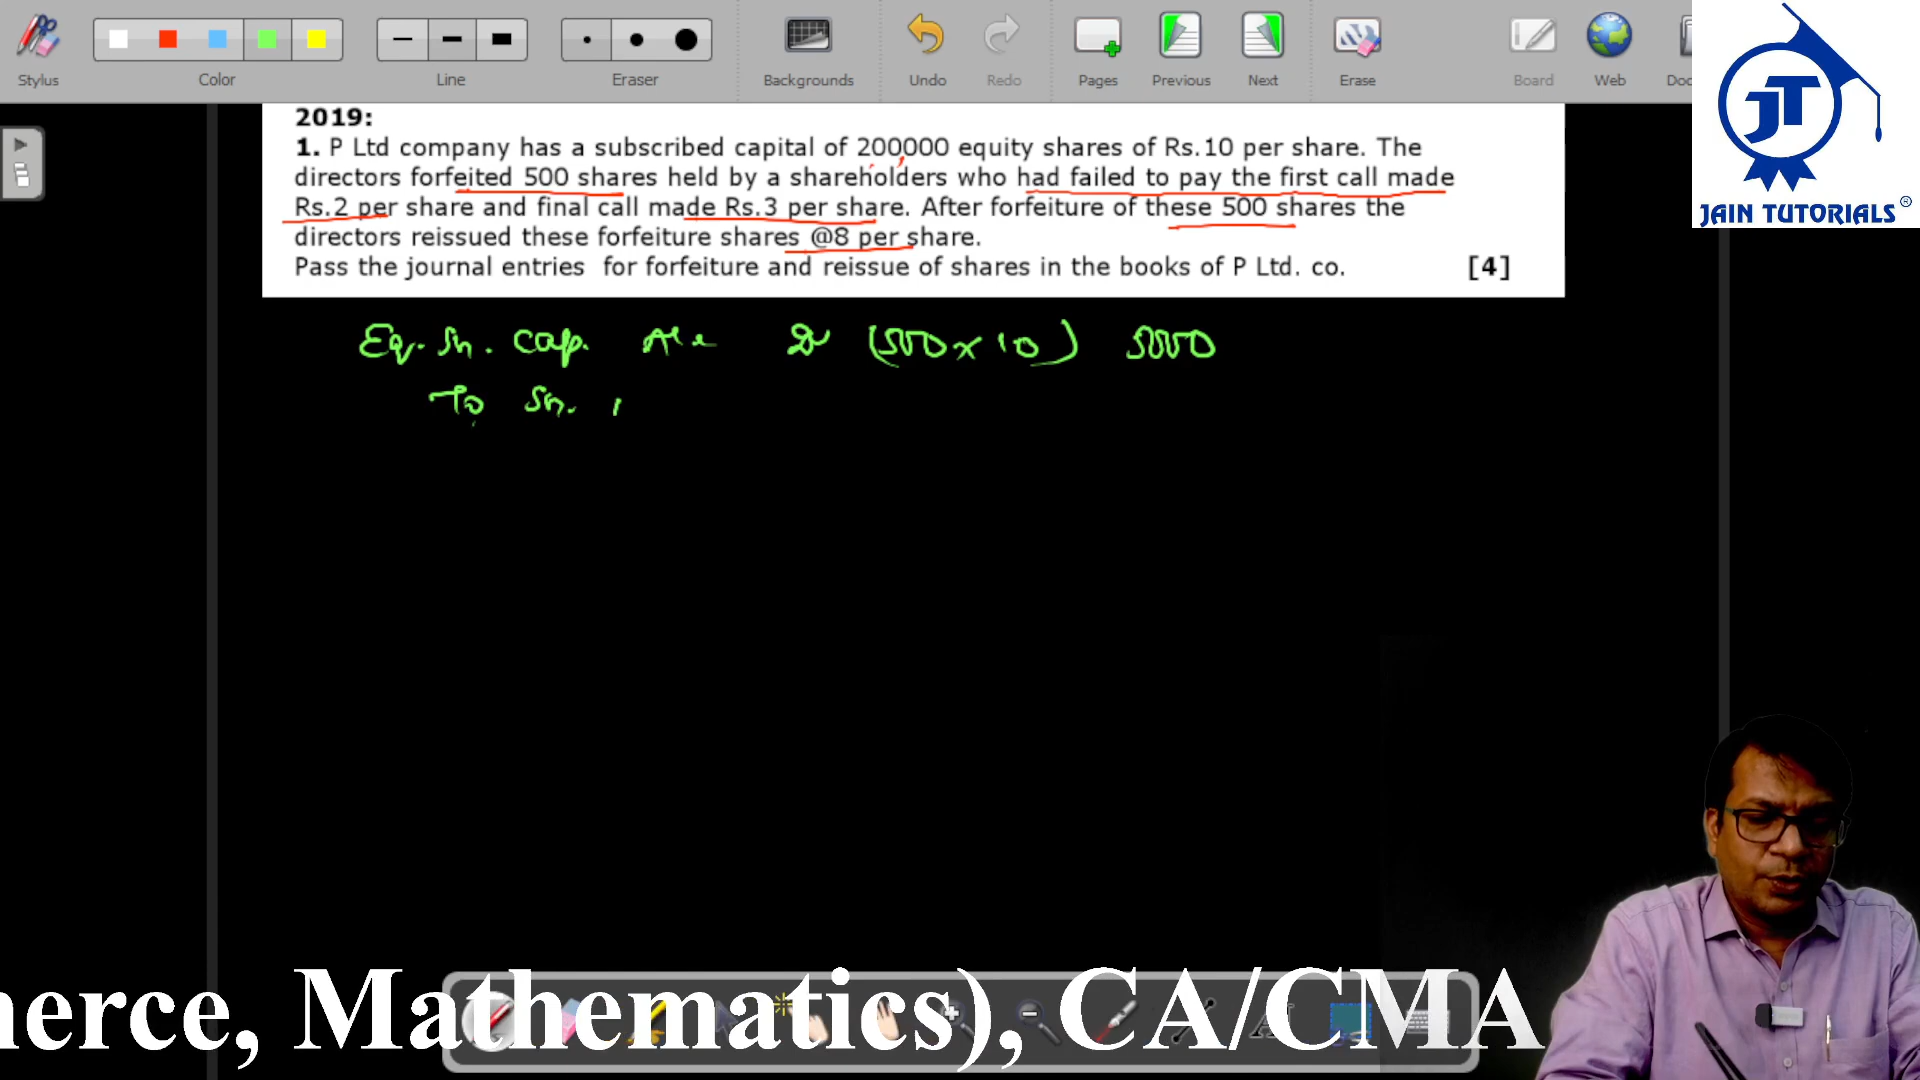 Stylus
Color
Line
Eraser
Backgrounds
Undo
Redo
Pages
Previous
Next
Erase
Board
Web
JT
JAIN TUTORIALS®
2019:
1. P Ltd company has a subscribed capital of 200000 equity shares of Rs.10 per share. The
directors forfeited 500 shares held by a shareholders who had failed to pay the first call made
Rs.2 per share and final call made Rs.3 per share. After forfeiture of these 500 shares the
directors reissued these forfeiture shares @8 per share.
Pass the journal entries for forfeiture and reissue of shares in the books of P Ltd. co. [4]
Eq. Sh. Cap. A/c Dr (500 x 10) 5000
To Sh.
Mathematics), CA/CMA